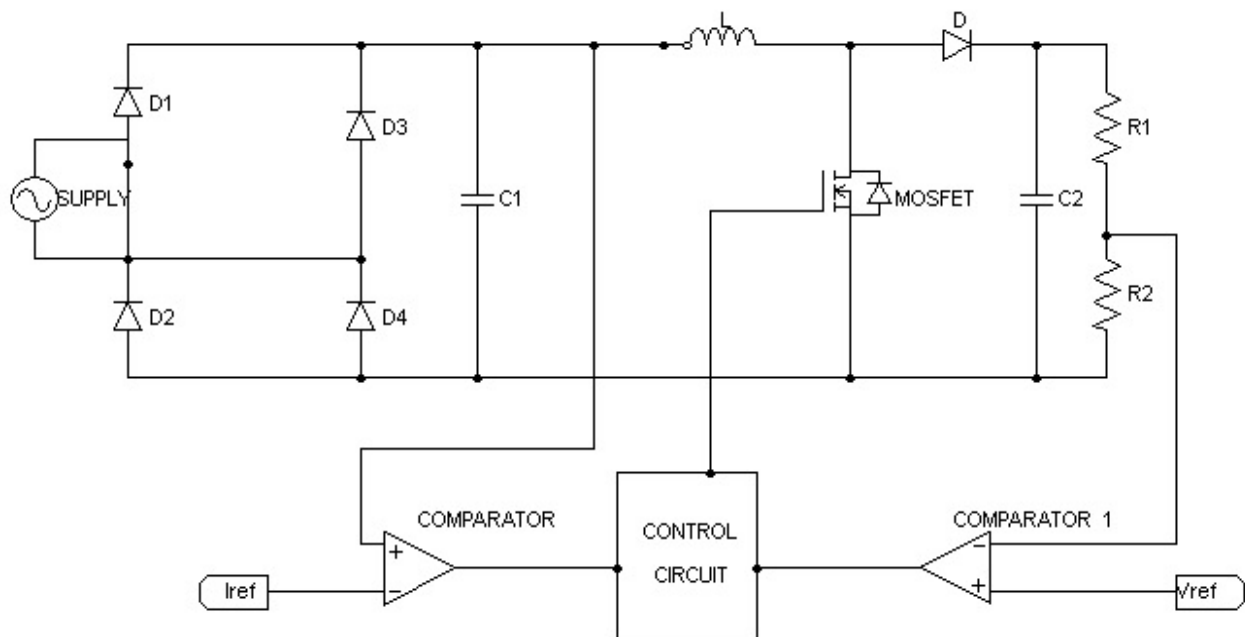 L
D
D1
D3
R1
SUPPLY
C1
MOSFET
C2
R2
D2
D4
COMPARATOR
COMPARATOR 1
CONTROL
CIRCUIT
+
-
-
+
Iref
Vref